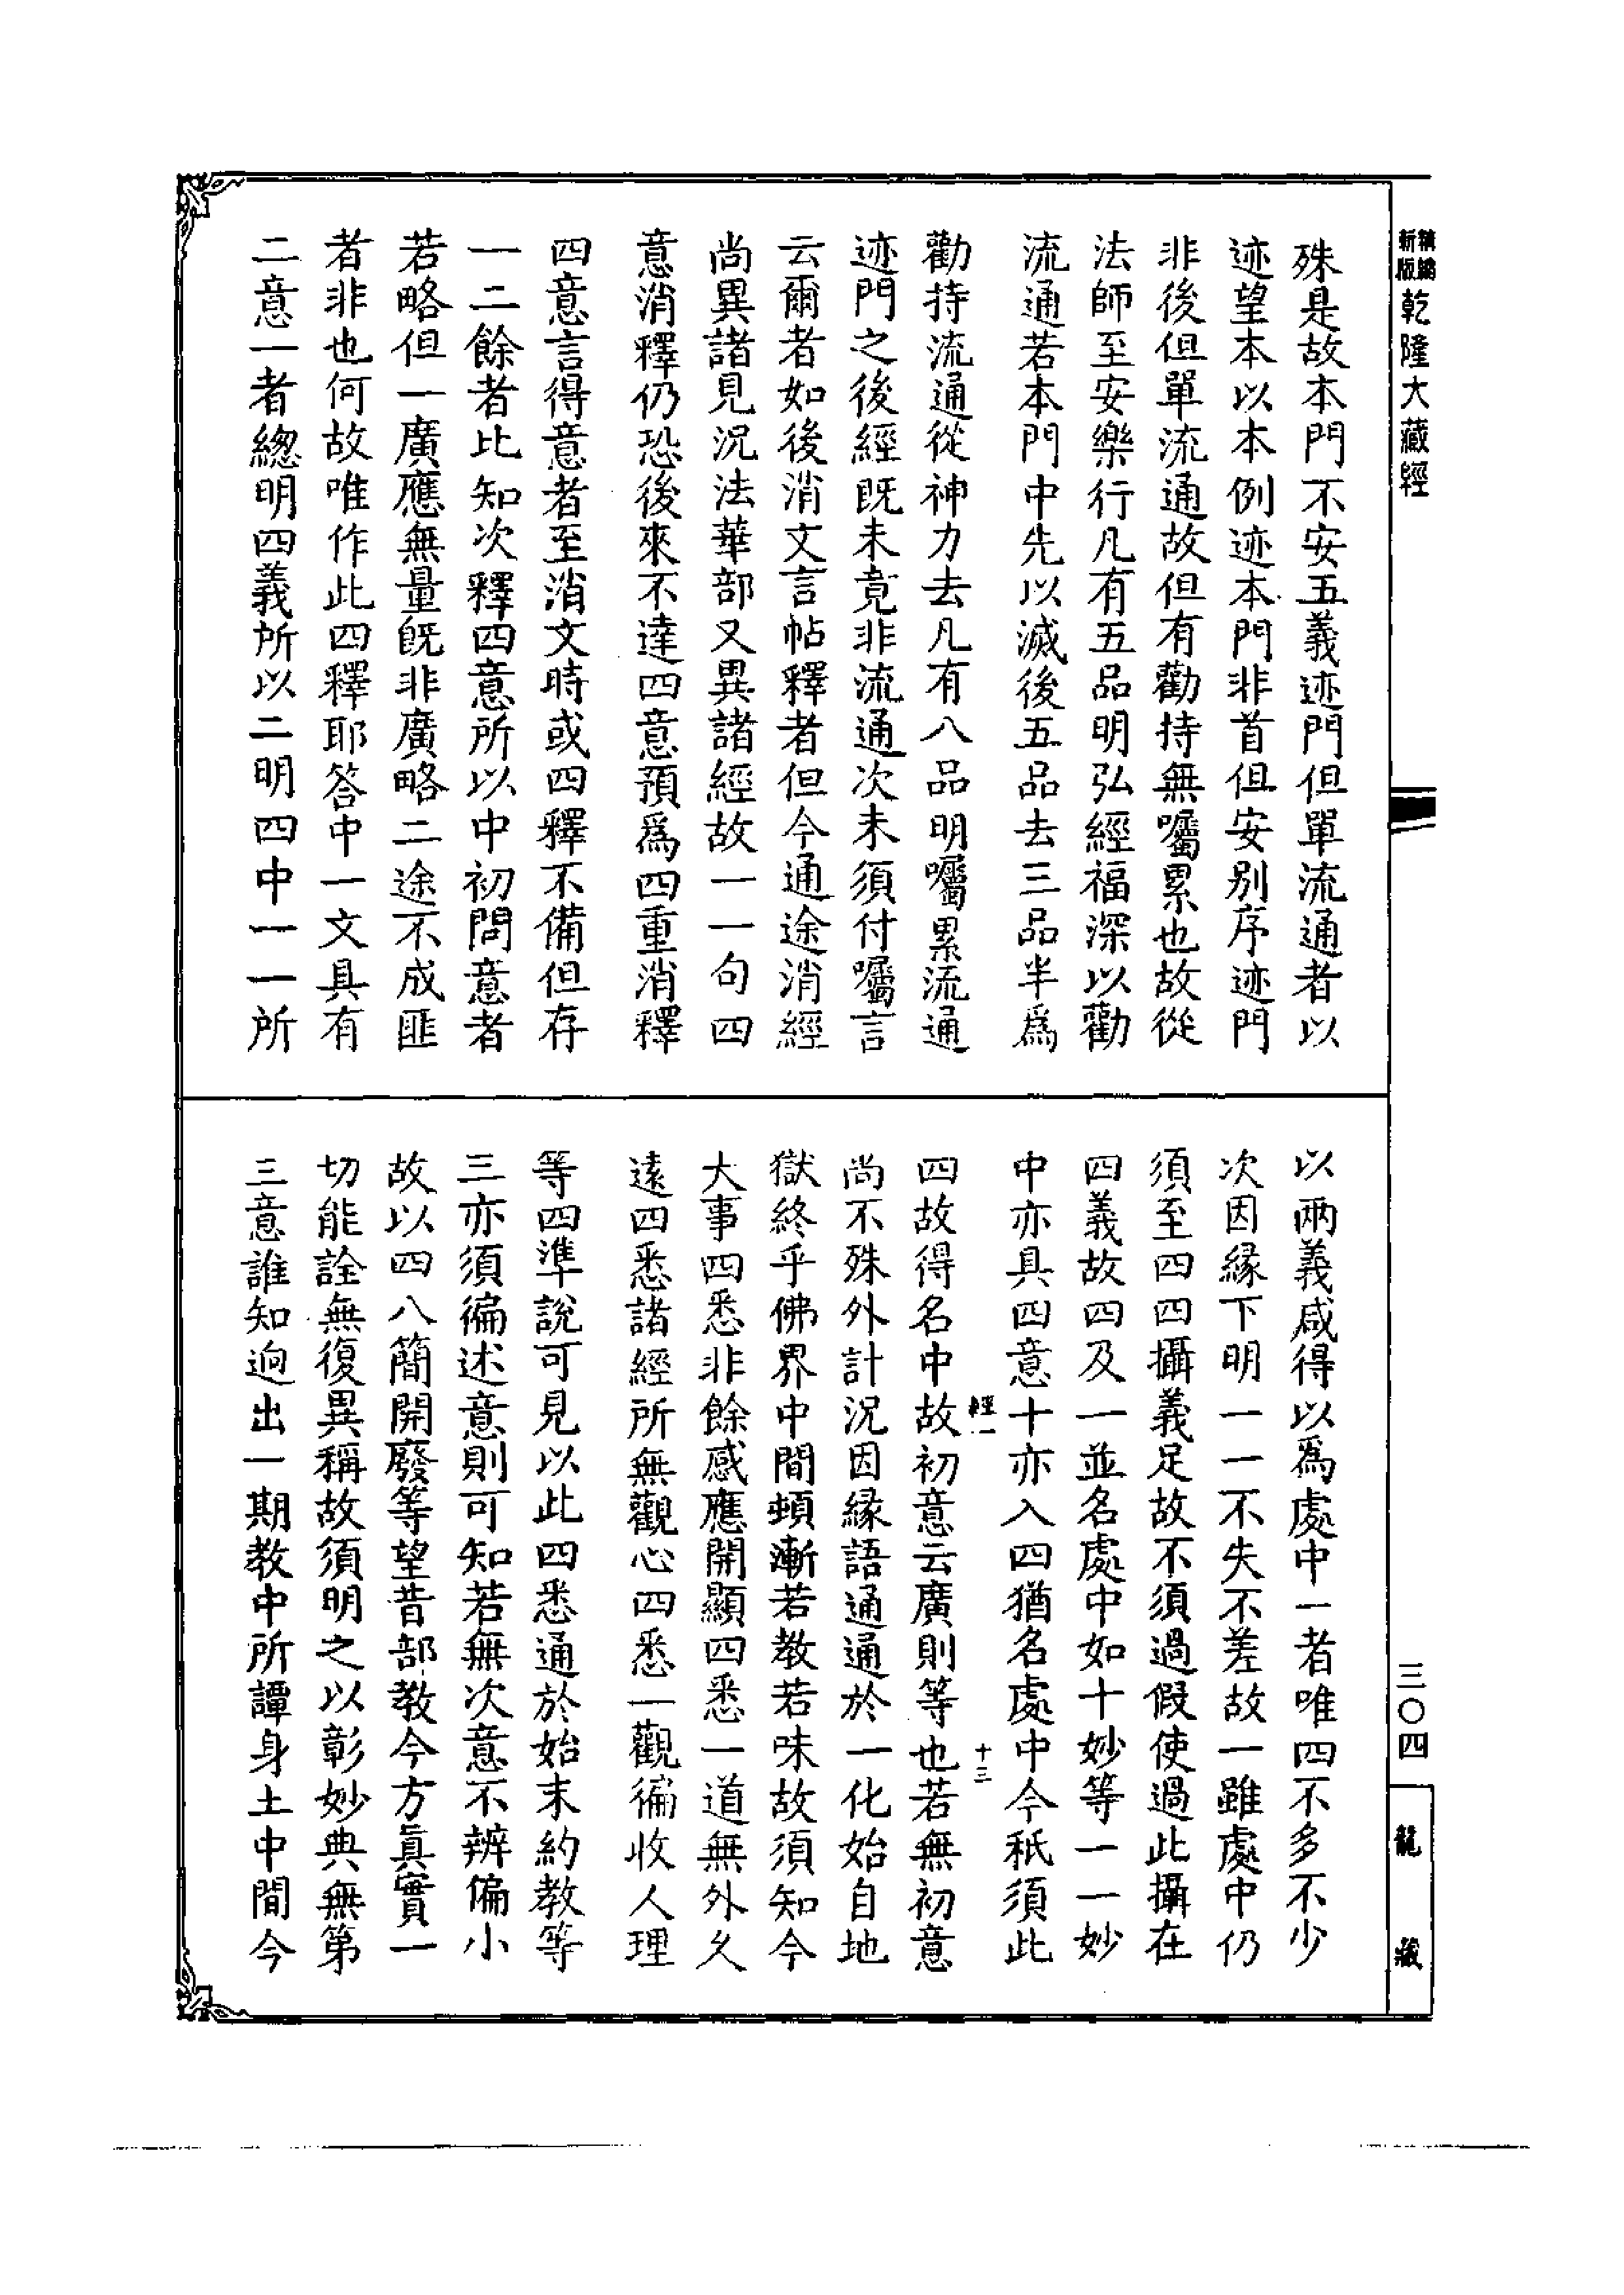 新編
新版
乾隆大藏經
三〇四
龍藏
殊是故本門不安五義迹門但單流通者以
迹望本以本例迹本門非首但安別序迹門
非後但單流通故但有勸持無囑累也故從
法師至安樂行凡有五品明弘經福深以勸
流通若本門中先以滅後五品去三品半爲
勸持流通從神力去凡有八品明囑累流通
迹門之後經既未竟非流通次未須付囑言
云爾者如後消文言帖釋者但今通途消經
尚異諸見況法華部又異諸經故一一句四
意消釋仍恐後來不達四意預爲四重消釋
四意言得意者至消文時或四釋不備但存
一二餘者比知次釋四意所以中初問意者
若略但一廣應無量旣非廣略二途不成匪
者非也何故唯作此四釋耶答中一文具有
二意一者總明四義所以二明四中一一所
以兩義咸得以爲處中一者唯四不多不少
次因緣下明一一不失不差故一雖處中仍
須至四四攝義足故不須過假使過此攝在
四義故四及一並名處中如十妙等一一妙
中亦具四意十亦入四猶名處中今秖須此
四故得名中故初意云廣則等也若無初意
經一
十三
尚不殊外計況因緣語通通於一化始自地
獄終乎佛界中間頓漸若教若味故須知今
大事四悉非餘感應開顯四悉一道無外久
遠四悉諸經所無觀心四悉一觀徧收人理
等四準說可見以此四悉通於始末約教等
三亦須徧述意則可知若無次意不辨偏小
故以四八簡開廢等望昔部教今方眞實一
切能詮無復異稱故須明之以彰妙典無第
三意誰知迥出一期教中所譚身土中間今